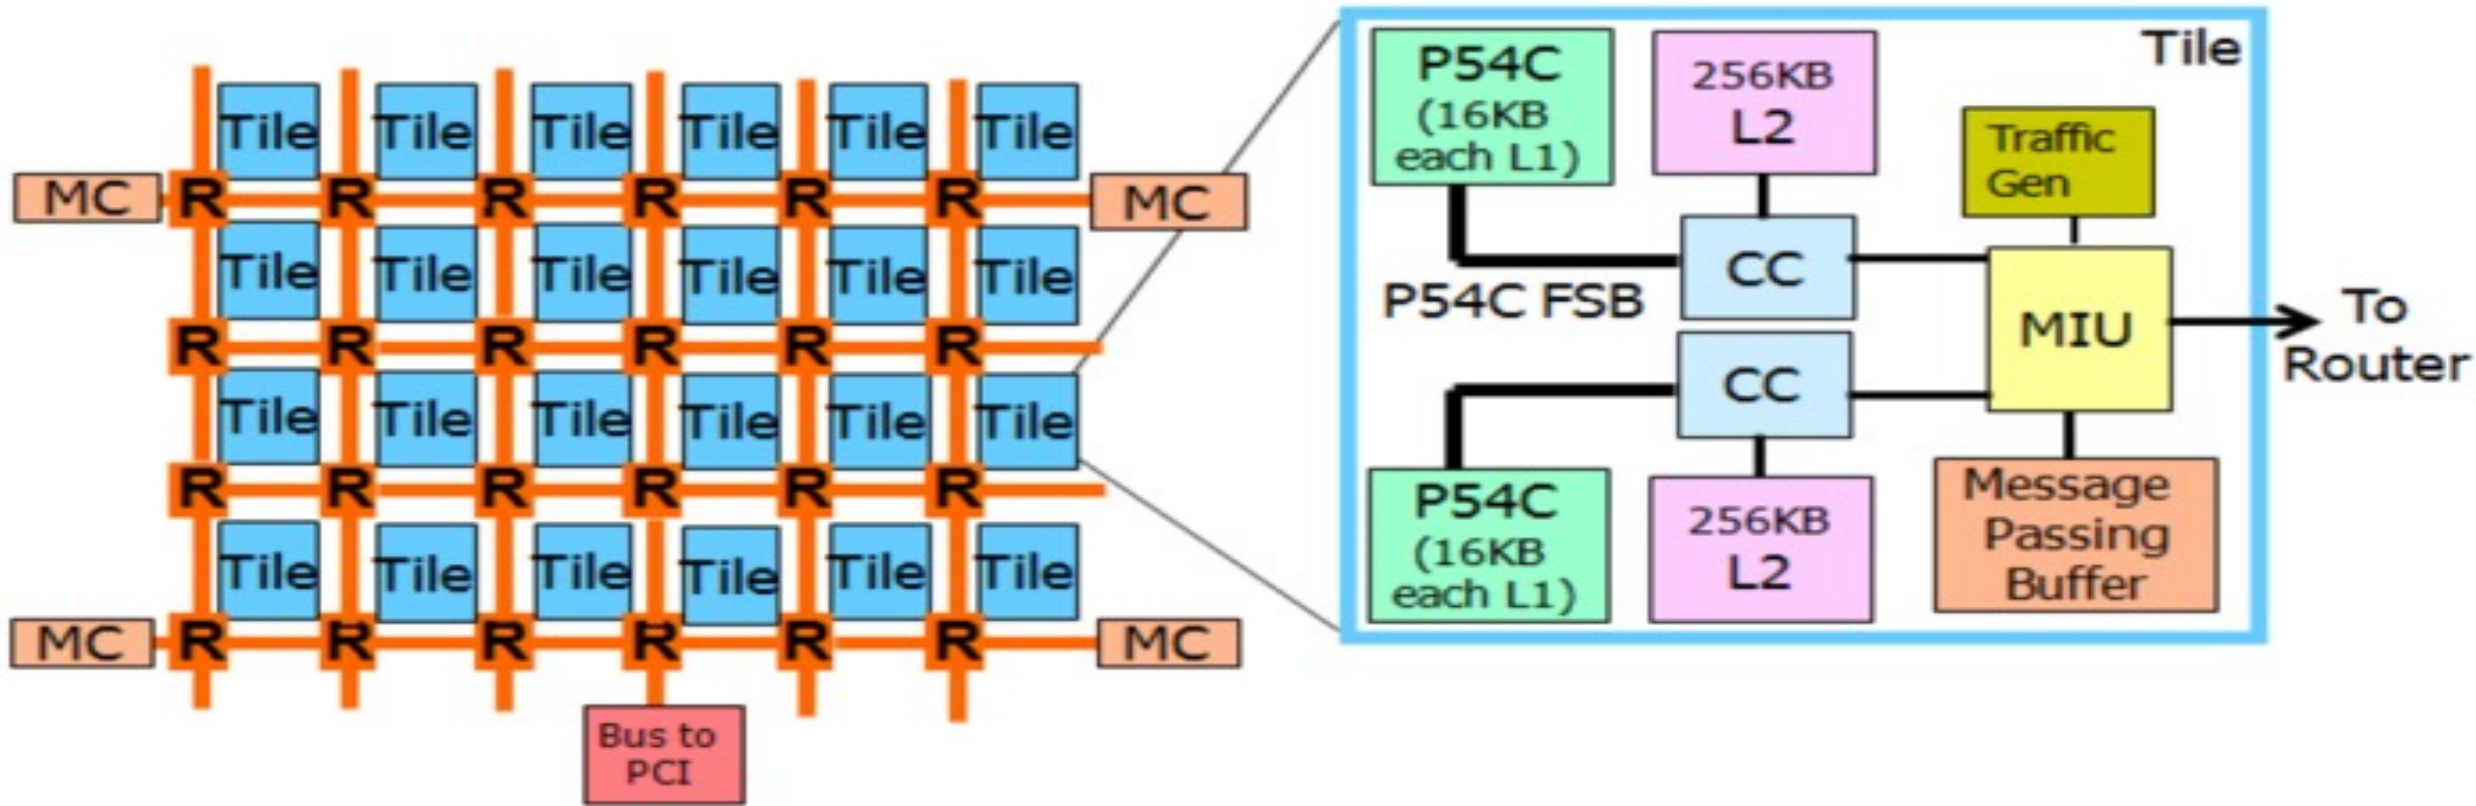 Tile Tile Tile Tile Tile Tile
MC R R R R R R MC
Tile Tile Tile Tile Tile Tile
R R R R R R
Tile Tile Tile Tile Tile Tile
R R R R R R
Tile Tile Tile Tile Tile Tile
MC R R R R R R MC
Bus to
PCI
Tile
P54C
(16KB
each L1)
256KB
L2
Traffic
Gen
CC
P54C FSB
MIU
To
Router
CC
P54C
(16KB
each L1)
256KB
L2
Message
Passing
Buffer